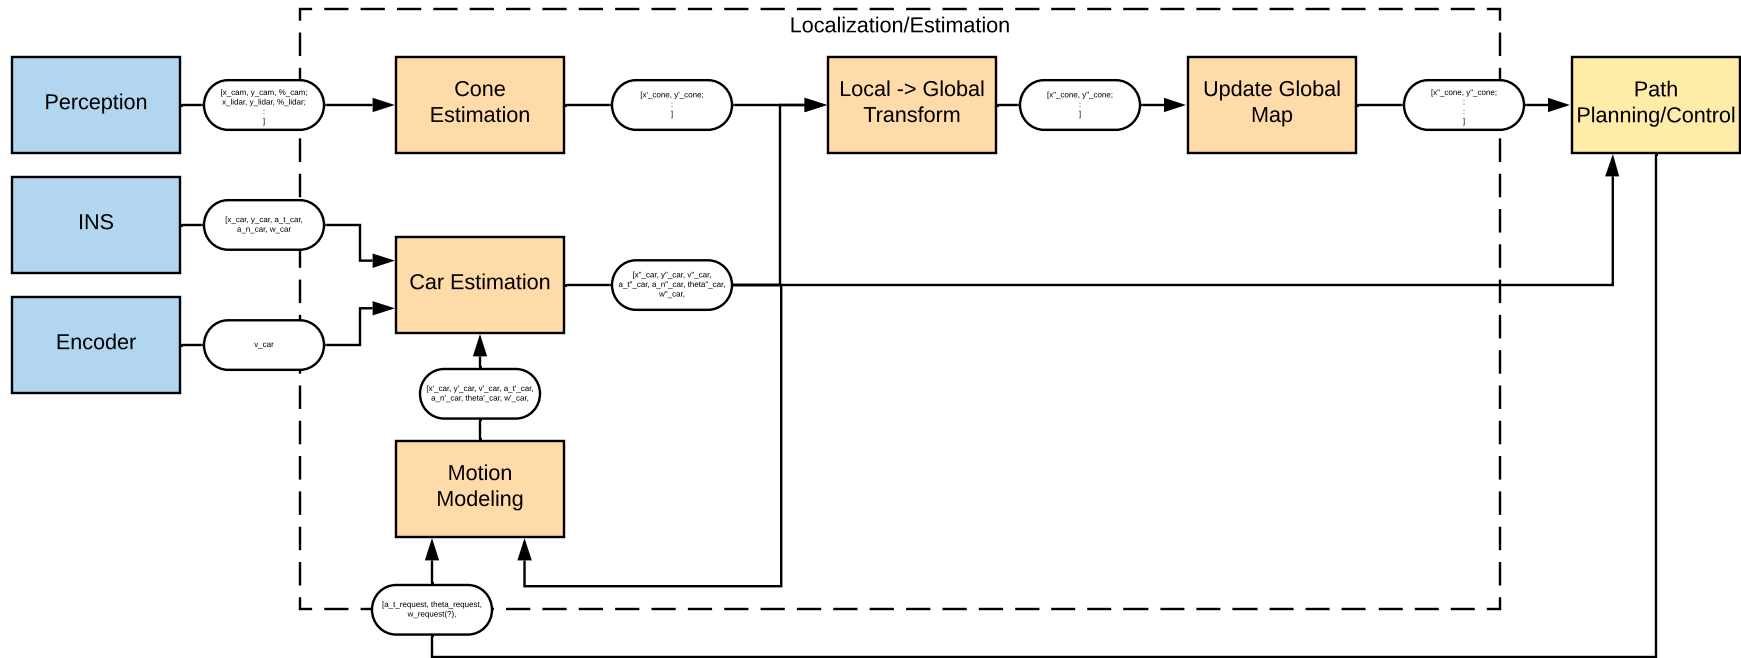 Localization/Estimation
Perception
[x_cam, y_cam, %_cam;
x_lidar, y_lidar, %_lidar;
:
]
Cone
Estimation
[x'_cone, y'_cone;
:
:
]
Local -> Global
Transform
[x"_cone, y"_cone;
:
:
]
Update Global
Map
[x"_cone, y"_cone;
:
:
]
Path
Planning/Control
INS
[x_car, y_car, a_t_car,
a_n_car, w_car
Car Estimation
[x"_car, y"_car, v"_car,
a_t"_car, a_n"_car, theta"_car,
w"_car,
Encoder
v_car
[x'_car, y'_car, v'_car, a_t'_car,
a_n'_car, theta'_car, w'_car,
Motion
Modeling
[a_t_request, theta_request,
w_request(?),